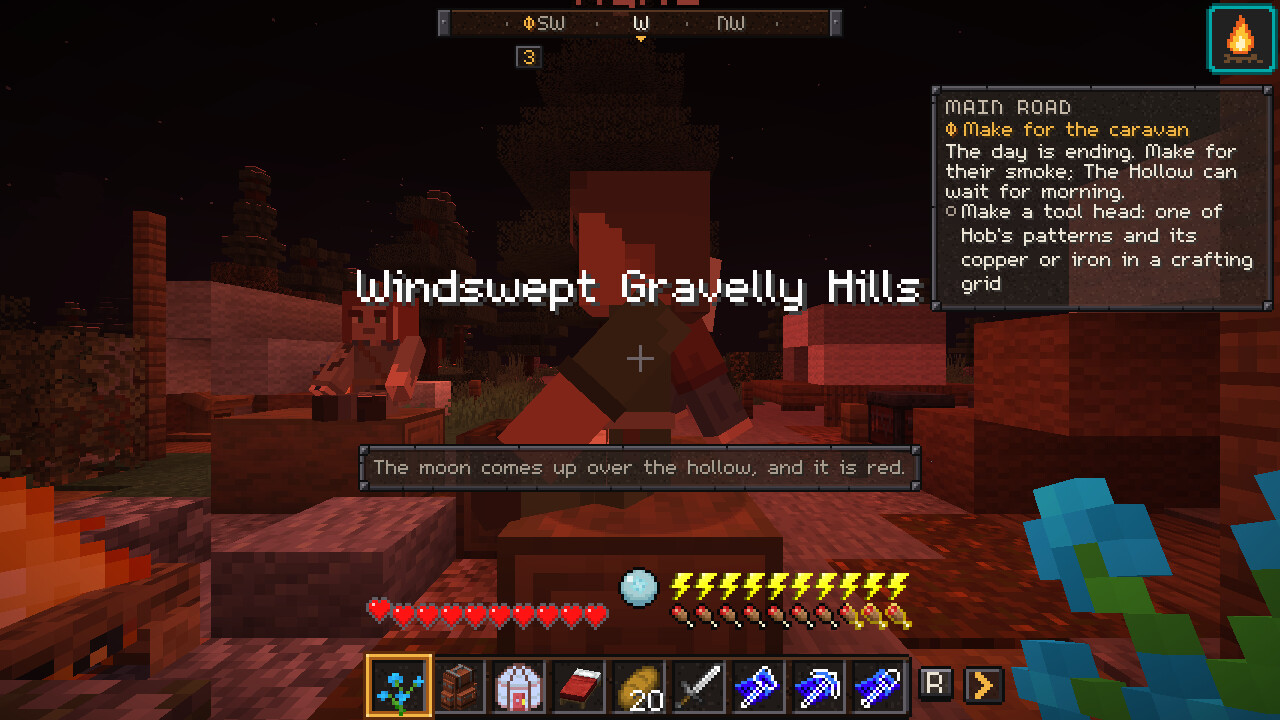 SW
W
NW
3
MAIN ROAD
Make for the caravan
The day is ending. Make for
their smoke; The Hollow can
wait for morning.
Make a tool head: one of
Hob's patterns and its
copper or iron in a crafting
grid
Windswept Gravelly Hills
The moon comes up over the hollow, and it is red.
20
R